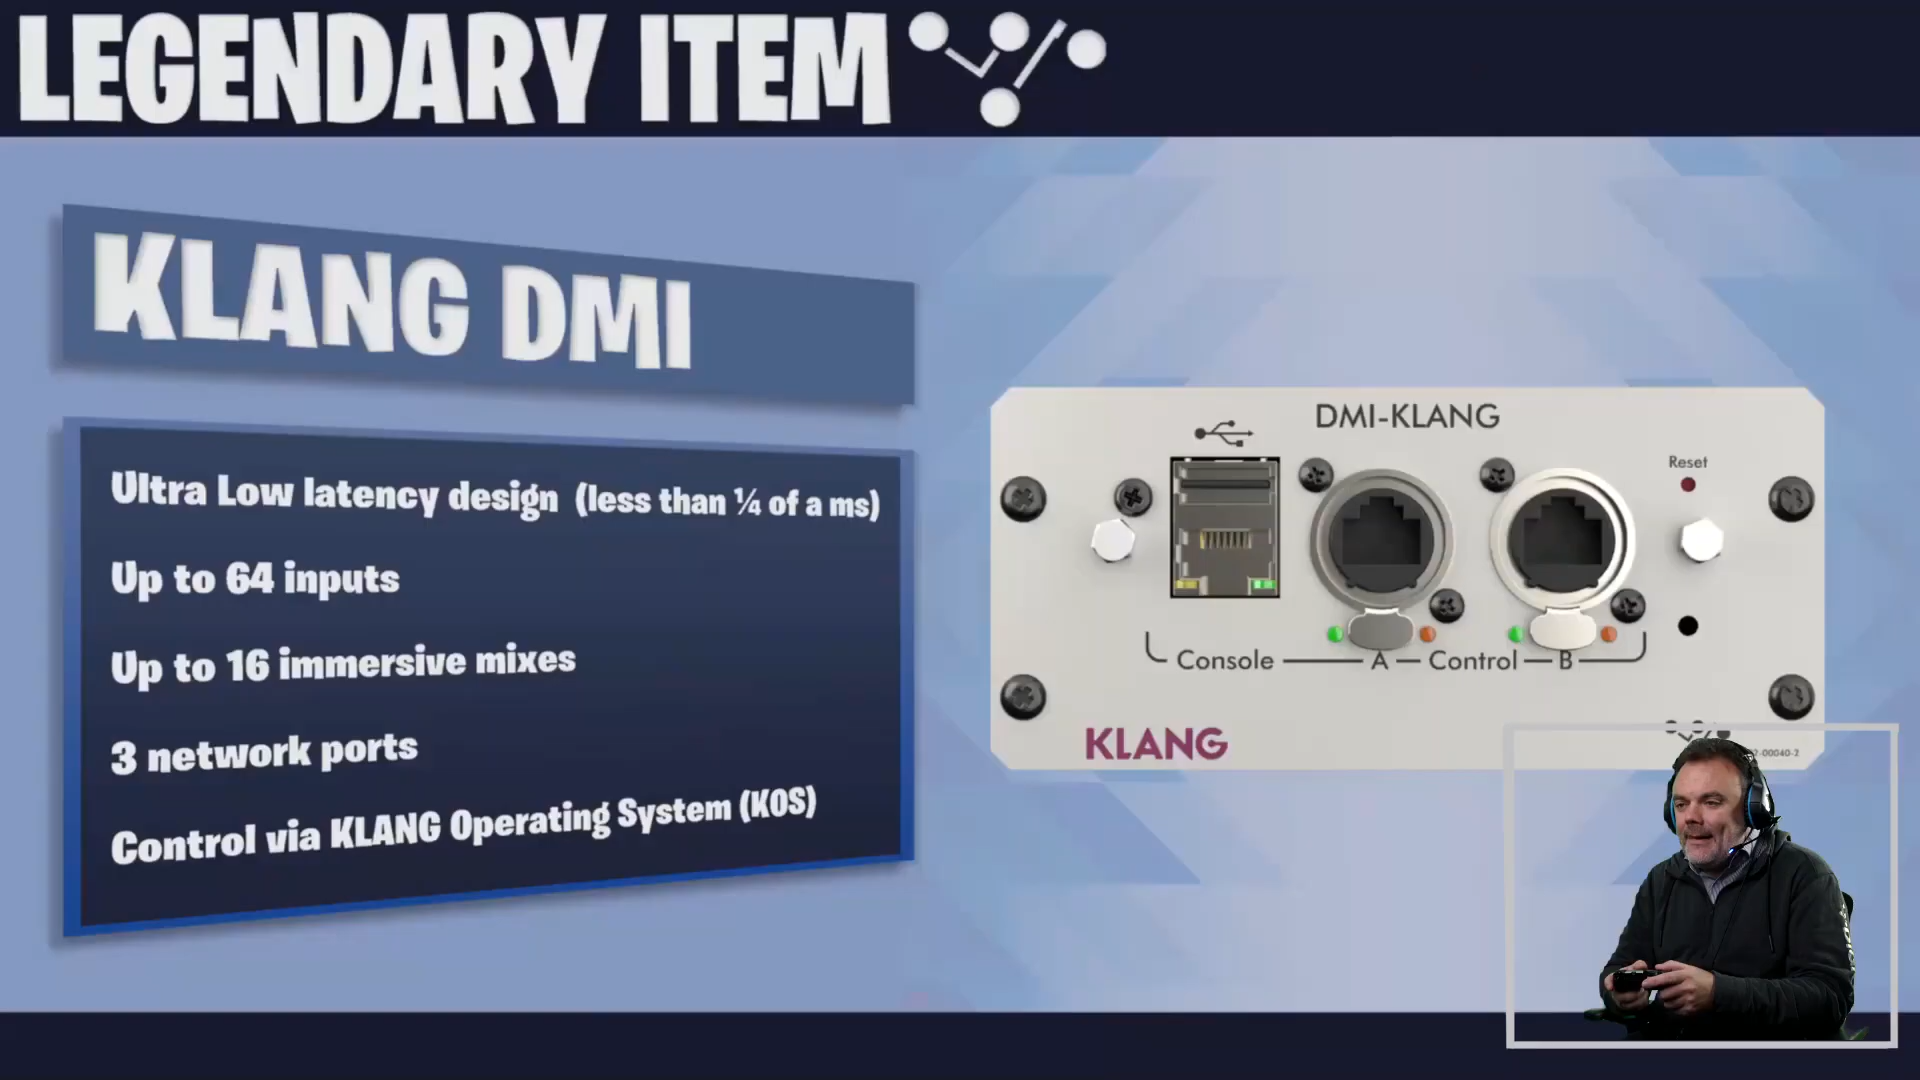 LEGENDARY ITEM
KLANG DMI
Ultra Low latency design (less than ¼ of a ms)
Up to 64 inputs
Up to 16 immersive mixes
3 network ports
Control via KLANG Operating System (KOS)
DMI-KLANG
Reset
Console A Control B
KLANG